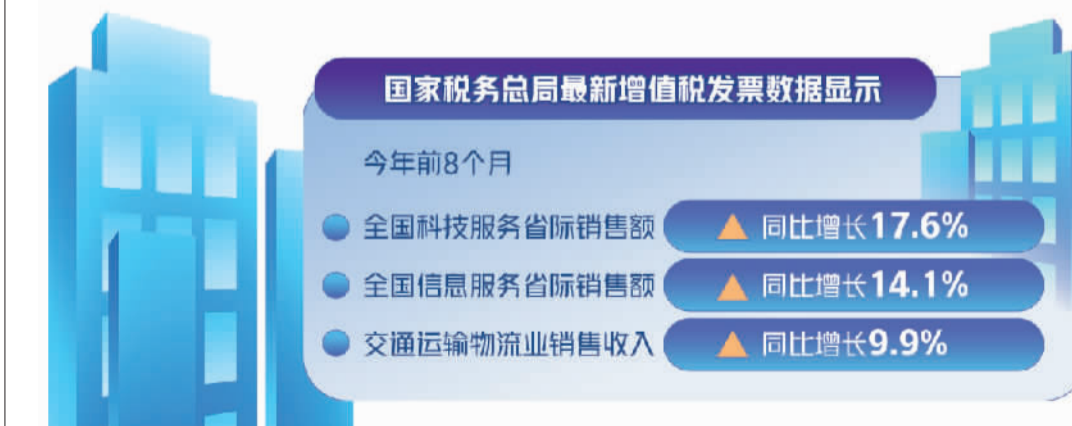 国家税务总局最新增值税发票数据显示
今年前8个月
全国科技服务省际销售额 同比增长17.6%
全国信息服务省际销售额 同比增长14.1%
交通运输物流业销售收入 同比增长9.9%